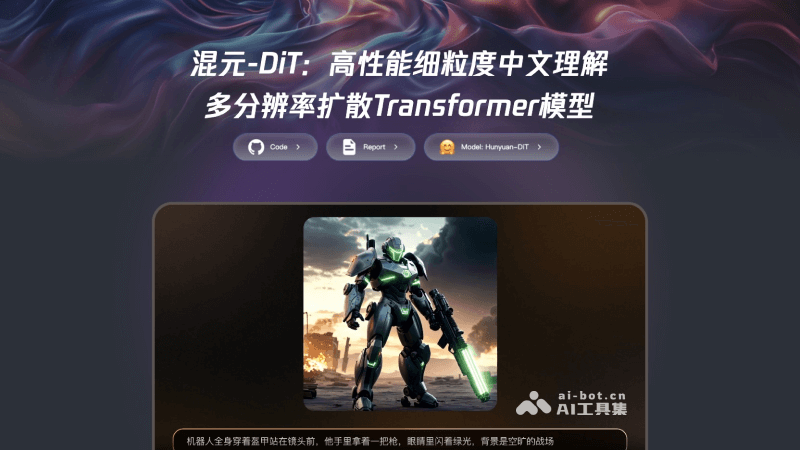 混元-DiT：高性能细粒度中文理解
多分辨率扩散Transformer模型
Code
Report
Model: Hunyuan-DIT
ai-bot.cn
AI工具集
机器人全身穿着盔甲站在镜头前，他手里拿着一把枪，眼睛里闪着绿光，背景是空旷的战场